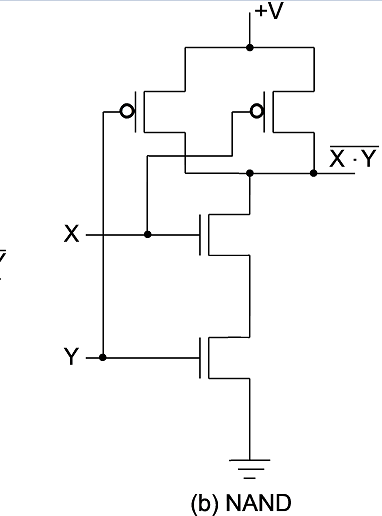 +V
X · Y
X
Y
(b) NAND